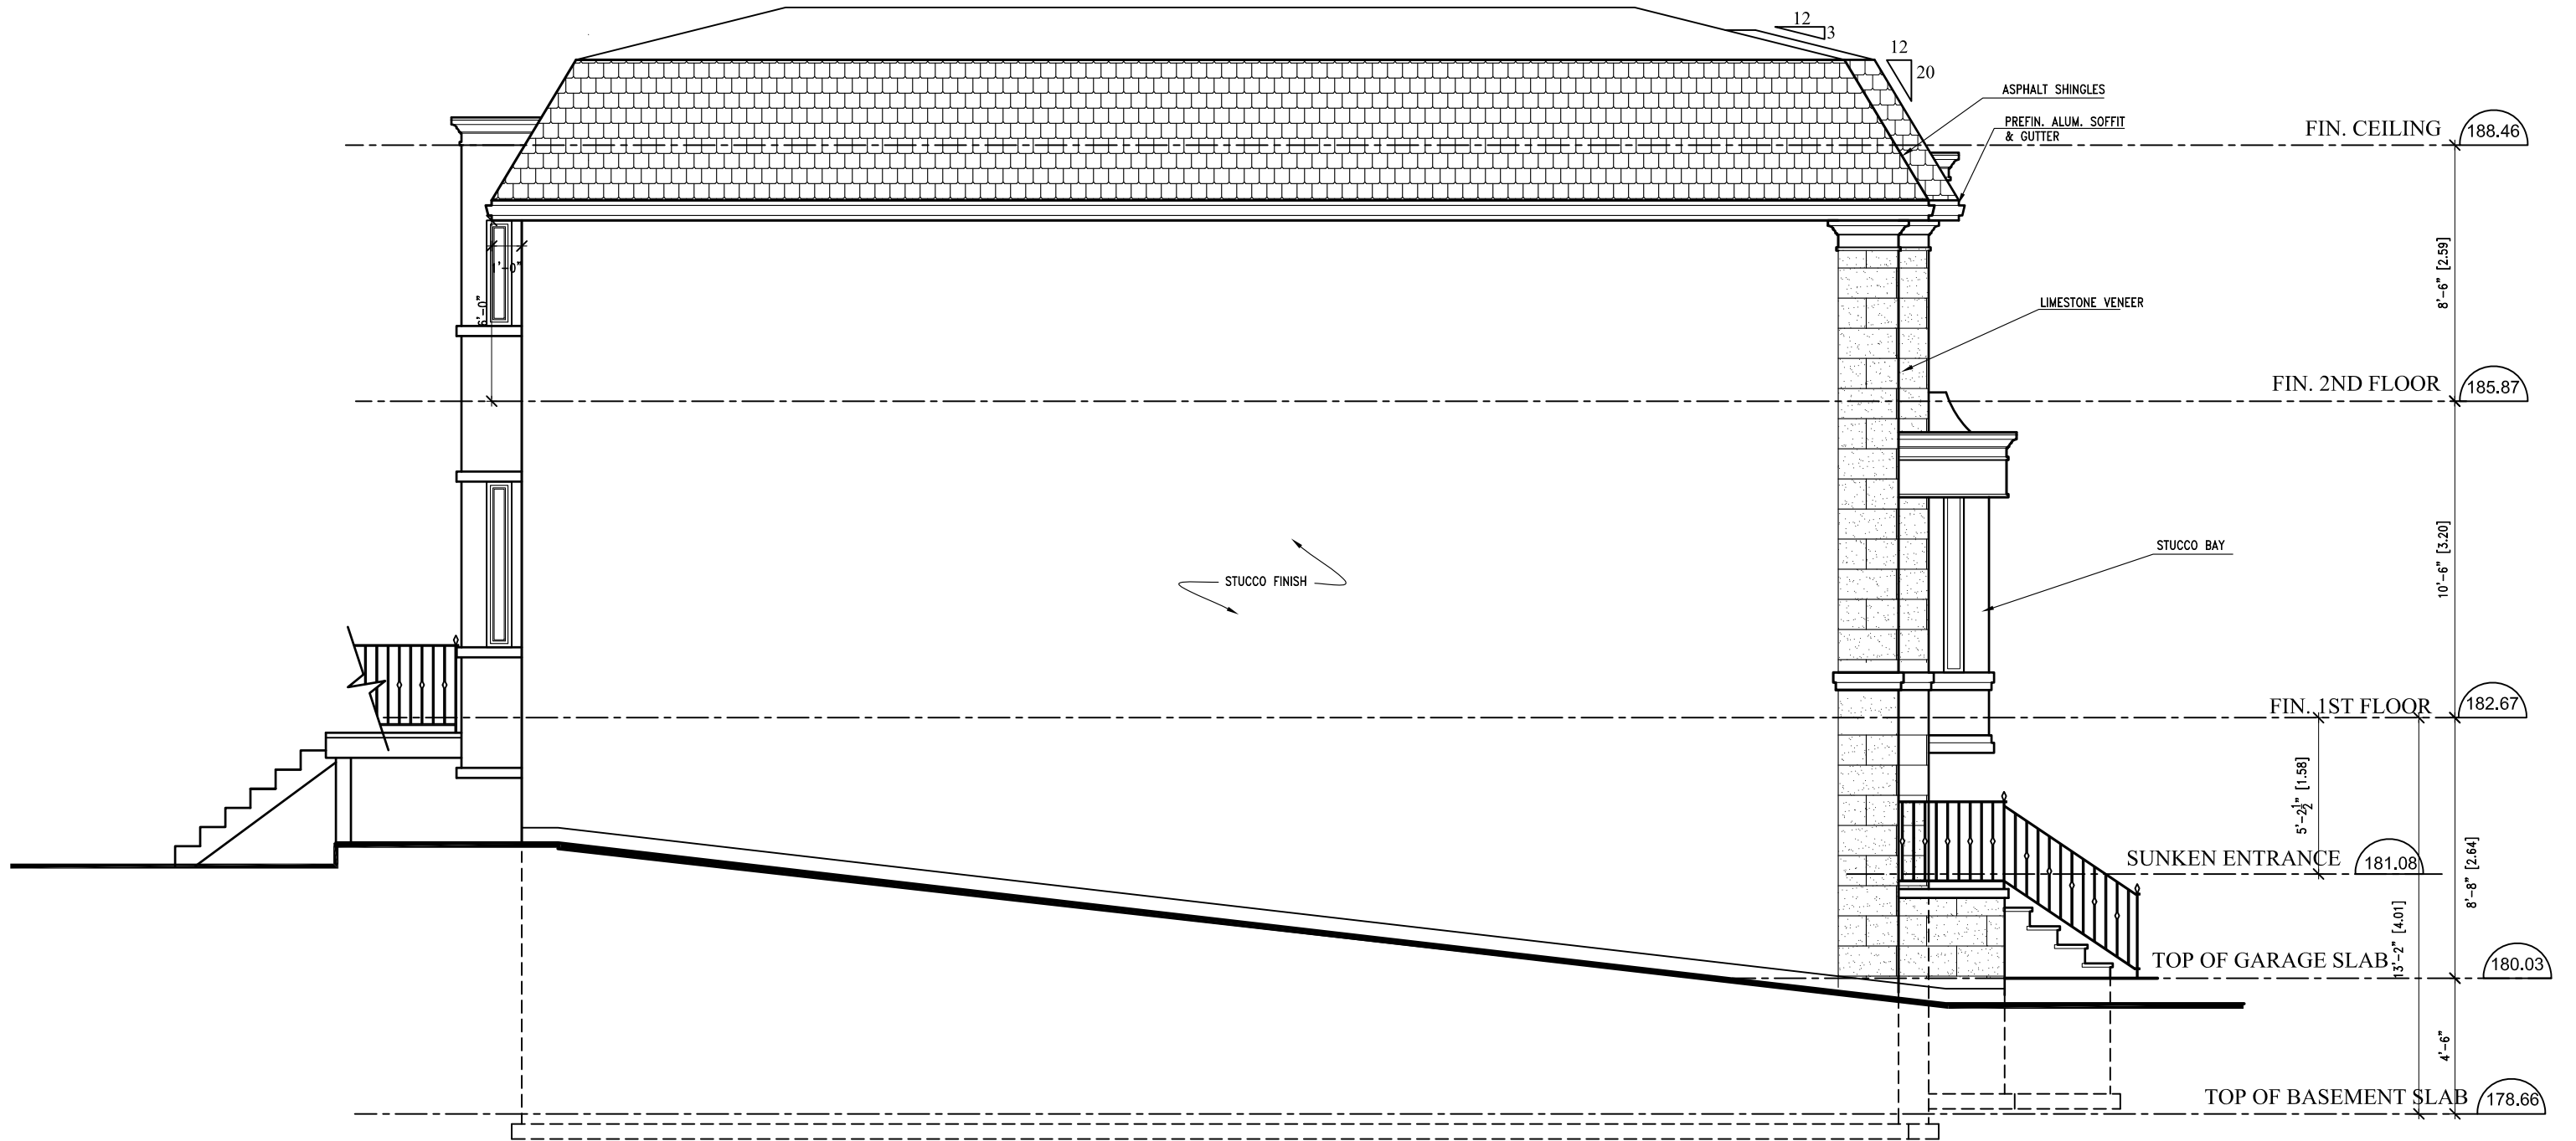 12
3
12
20
ASPHALT SHINGLES
PREFIN. ALUM. SOFFIT
& GUTTER
FIN. CEILING
188.46
1'-0"
6'-0"
8'-6" [2.59]
LIMESTONE VENEER
FIN. 2ND FLOOR
185.87
STUCCO FINISH
STUCCO BAY
10'-6" [3.20]
FIN. 1ST FLOOR
182.67
5'-2½" [1.58]
SUNKEN ENTRANCE
181.08
8'-8" [2.64]
13'-2" [4.01]
TOP OF GARAGE SLAB
180.03
4'-6"
TOP OF BASEMENT SLAB
178.66